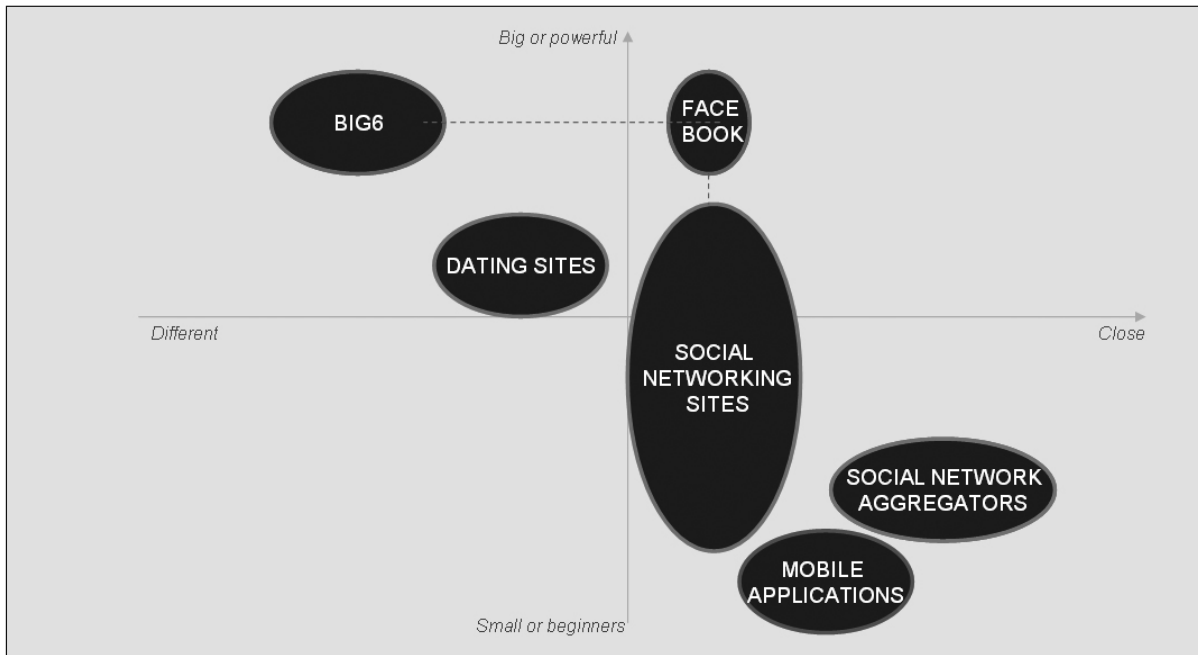 Big or powerful
BIG6
FACE
BOOK
DATING SITES
Different
Close
SOCIAL
NETWORKING
SITES
SOCIAL NETWORK
AGGREGATORS
MOBILE
APPLICATIONS
Small or beginners